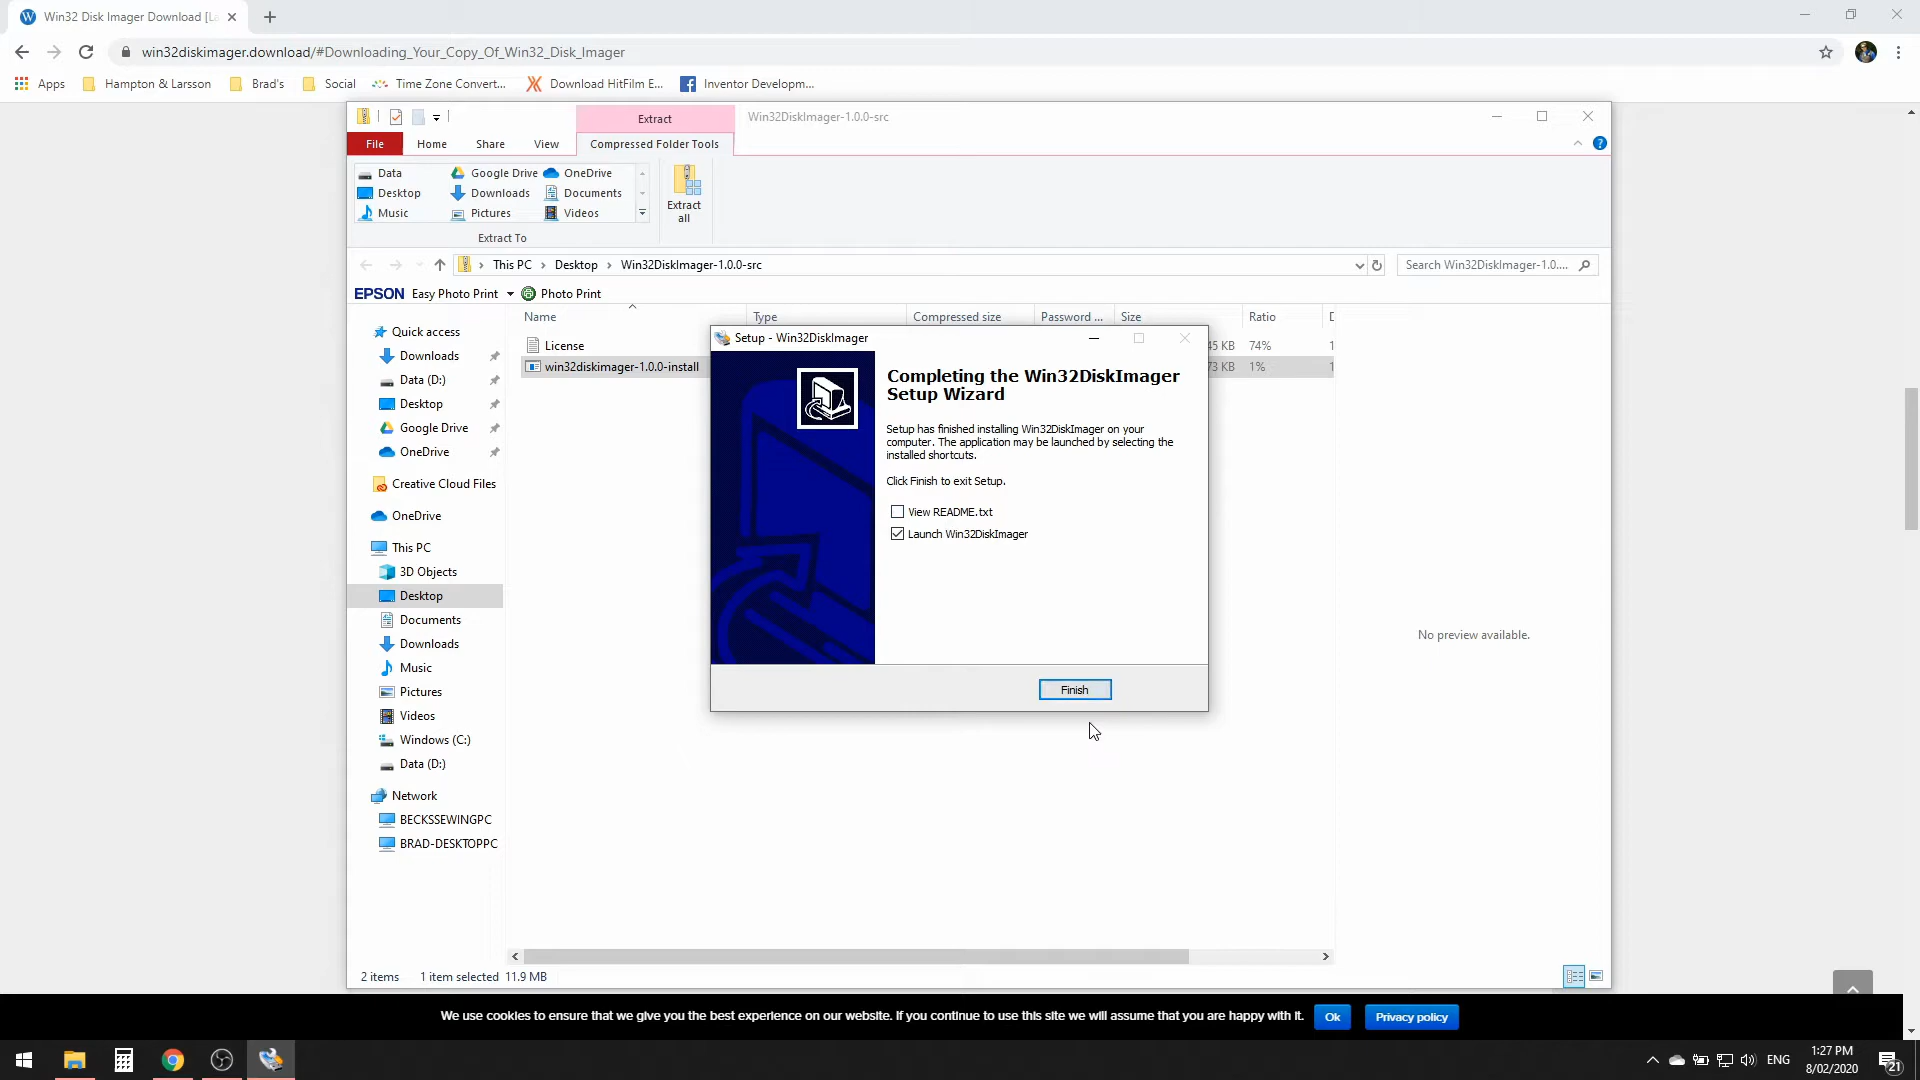 Win32 Disk Imager Download [La
win32diskimager.download/#Downloading_Your_Copy_Of_Win32_Disk_Imager
Apps
Hampton & Larsson
Brad's
Social
Time Zone Convert...
Download HitFilm E...
Inventor Developm...
Extract
Win32DiskImager-1.0.0-src
File
Home
Share
View
Compressed Folder Tools
Data
Google Drive
OneDrive
Desktop
Downloads
Documents
Music
Pictures
Videos
Extract To
Extract
all
This PC > Desktop > Win32DiskImager-1.0.0-src
Search Win32DiskImager-1.0....
EPSON Easy Photo Print
Photo Print
Name
Type
Compressed size
Password ...
Size
Ratio
License
45 KB
74%
1
win32diskimager-1.0.0-install
73 KB
1%
1
Quick access
Downloads
Data (D:)
Desktop
Google Drive
OneDrive
Creative Cloud Files
OneDrive
This PC
3D Objects
Desktop
Documents
Downloads
Music
Pictures
Videos
Windows (C:)
Data (D:)
Network
BECKSSEWINGPC
BRAD-DESKTOPPC
Setup - Win32DiskImager
Completing the Win32DiskImager
Setup Wizard
Setup has finished installing Win32DiskImager on your
computer. The application may be launched by selecting the
installed shortcuts.
Click Finish to exit Setup.
View README.txt
Launch Win32DiskImager
Finish
No preview available.
2 items
1 item selected 11.9 MB
We use cookies to ensure that we give you the best experience on our website. If you continue to use this site we will assume that you are happy with it.
Ok
Privacy policy
ENG
1:27 PM
8/02/2020
21